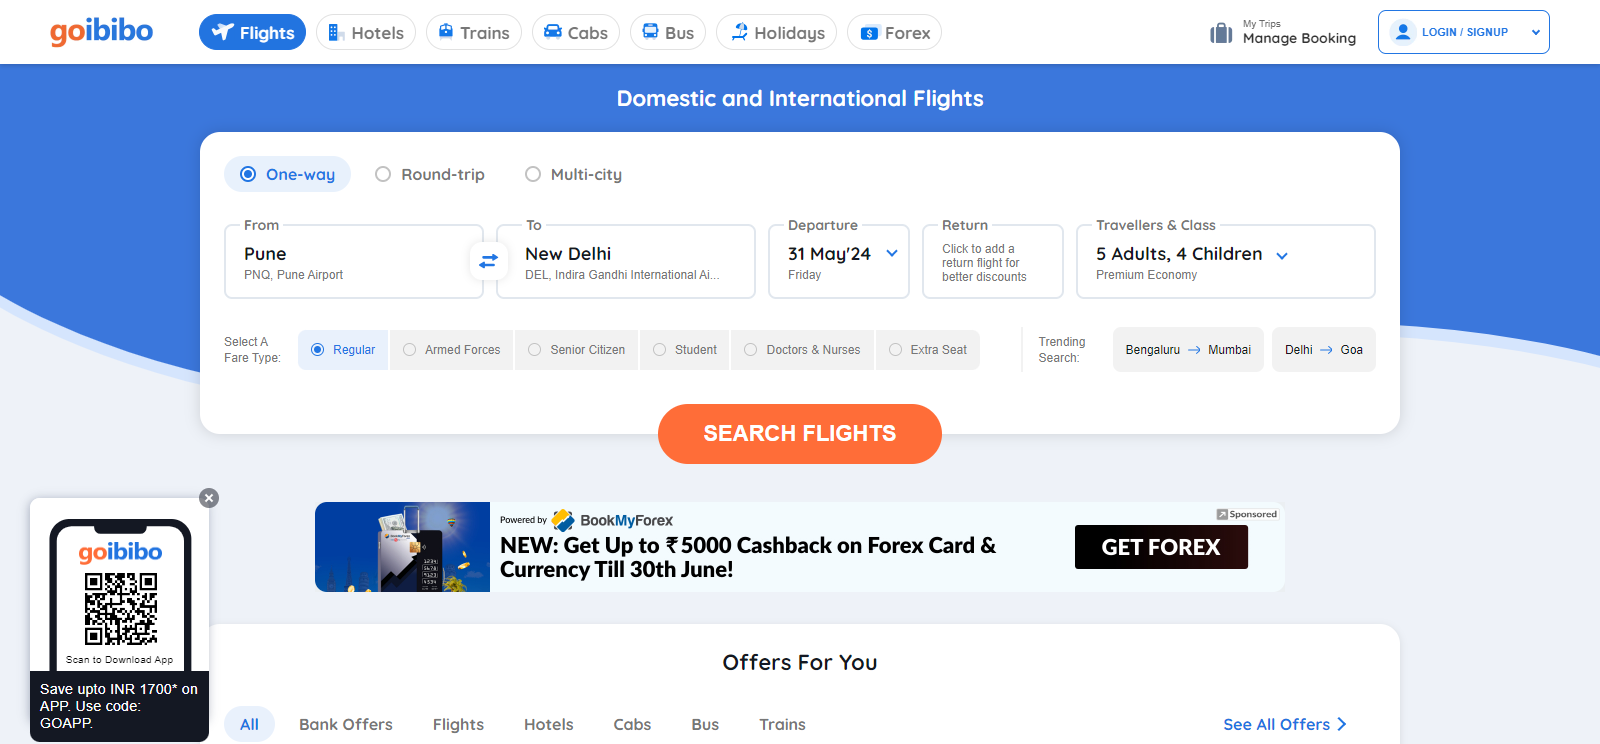 goibibo
Flights
Hotels
Trains
Cabs
Bus
Holidays
Forex
My Trips
Manage Booking
LOGIN / SIGNUP
Domestic and International Flights
One-way
Round-trip
Multi-city
From
Pune
PNQ, Pune Airport
To
New Delhi
DEL, Indira Gandhi International Ai...
Departure
31 May'24
Friday
Return
Click to add a
return flight for
better discounts
Travellers & Class
5 Adults, 4 Children
Premium Economy
Select A
Fare Type:
Regular
Armed Forces
Senior Citizen
Student
Doctors & Nurses
Extra Seat
Trending
Search:
Bengaluru → Mumbai
Delhi → Goa
SEARCH FLIGHTS
Powered by BookMyForex
Sponsored
NEW: Get Up to ₹5000 Cashback on Forex Card &
Currency Till 30th June!
GET FOREX
goibibo
Scan to Download App
Save upto INR 1700* on
APP. Use code:
GOAPP.
Offers For You
All
Bank Offers
Flights
Hotels
Cabs
Bus
Trains
See All Offers